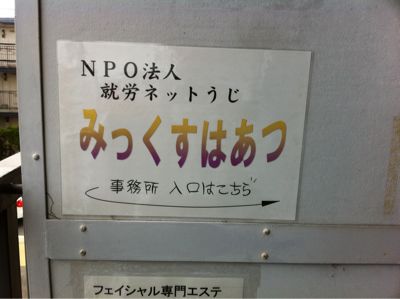 NPO法人
就労ネットうじ
みっくすはあつ
事務所 入口はこちら
フェイシャル専門エステ